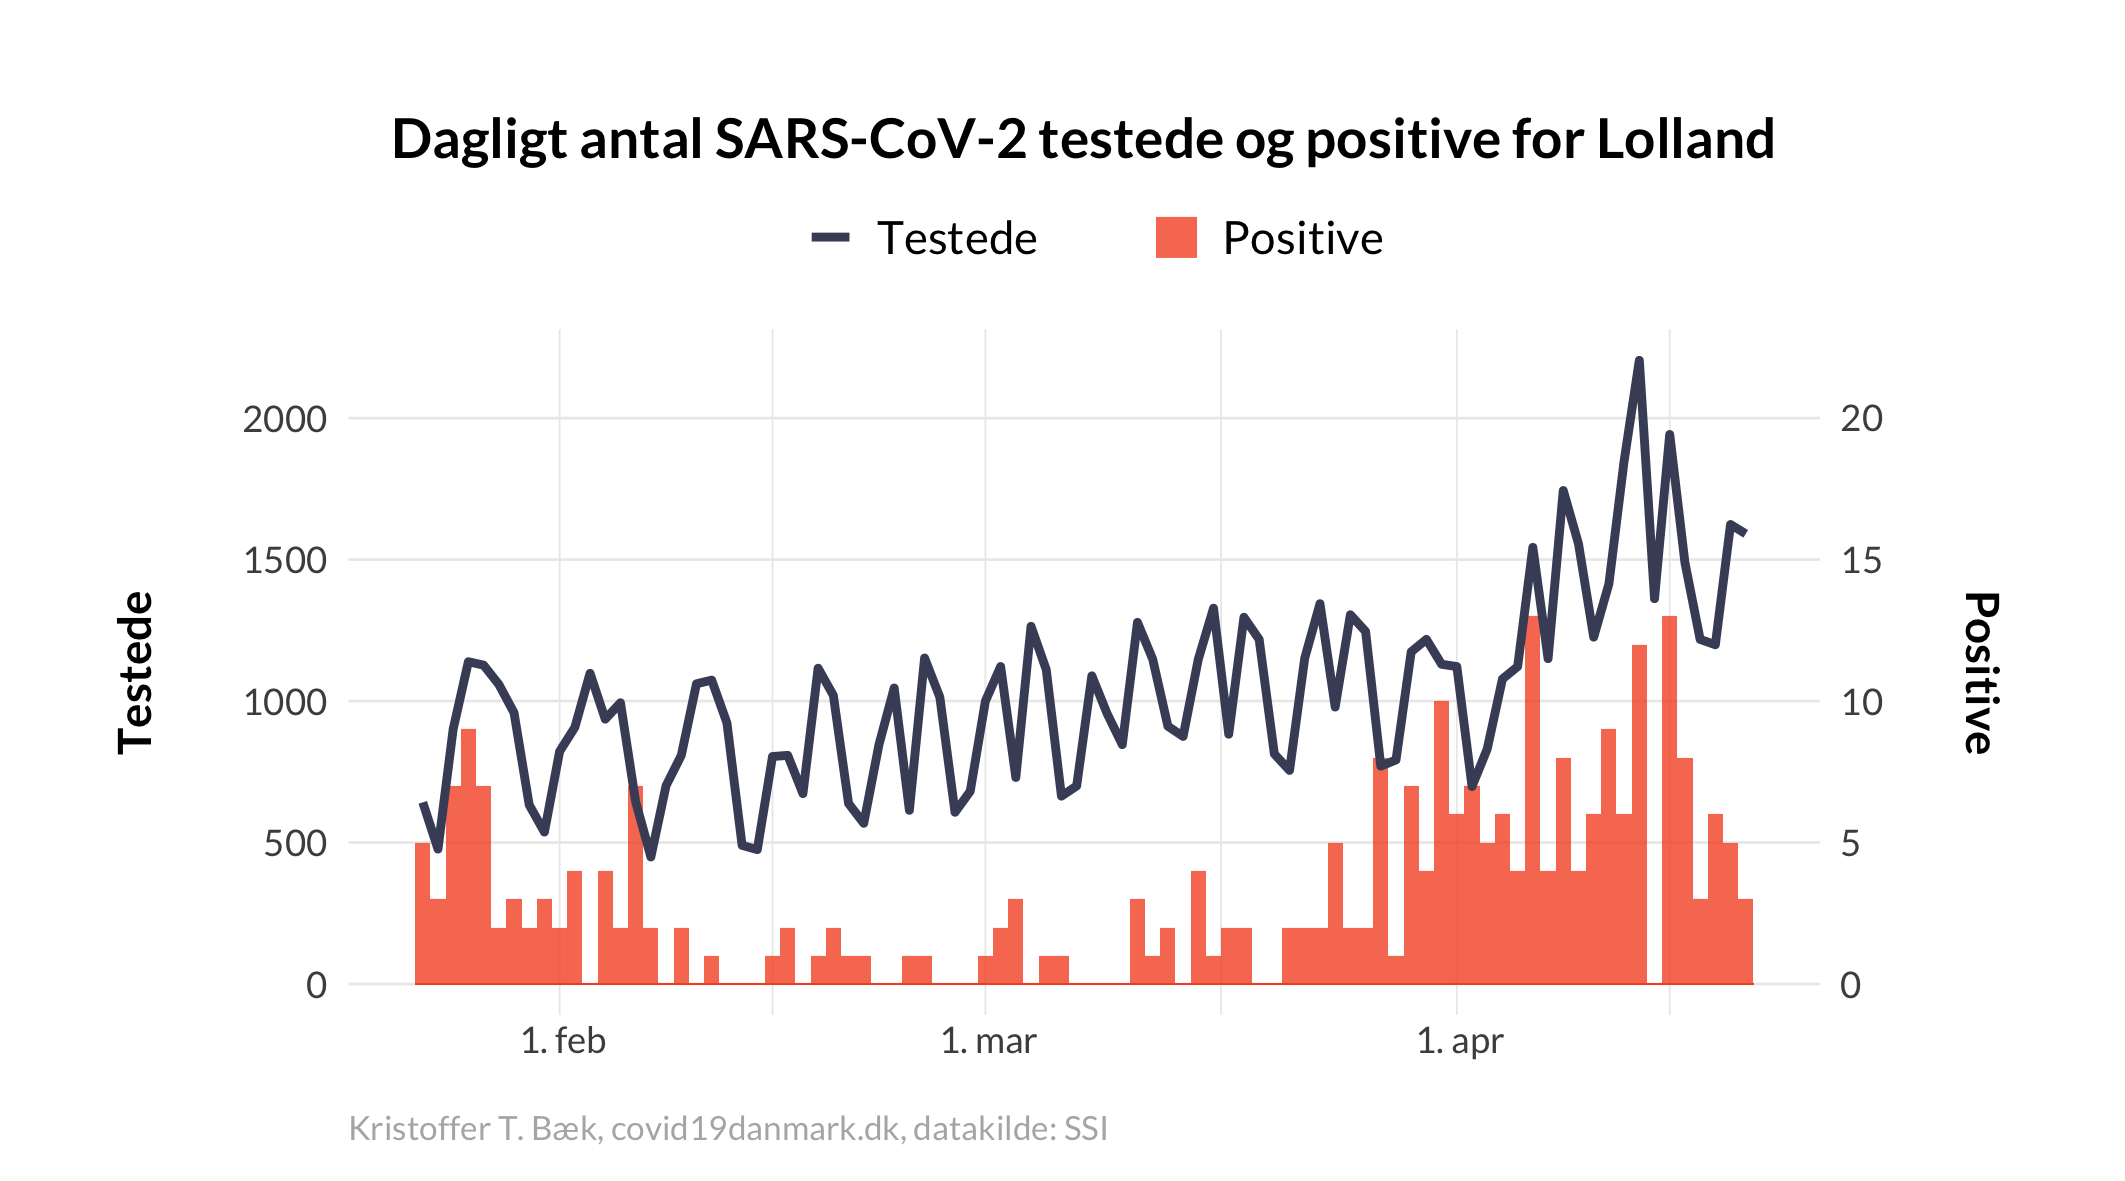 Dagligt antal SARS-CoV-2 testede og positive for Lolland
Testede Positive
2000 20
1500 15
1000 10
500 5
0 0
Testede
Positive
1. feb 1. mar 1. apr
Kristoffer T. Bæk, covid19danmark.dk, datakilde: SSI